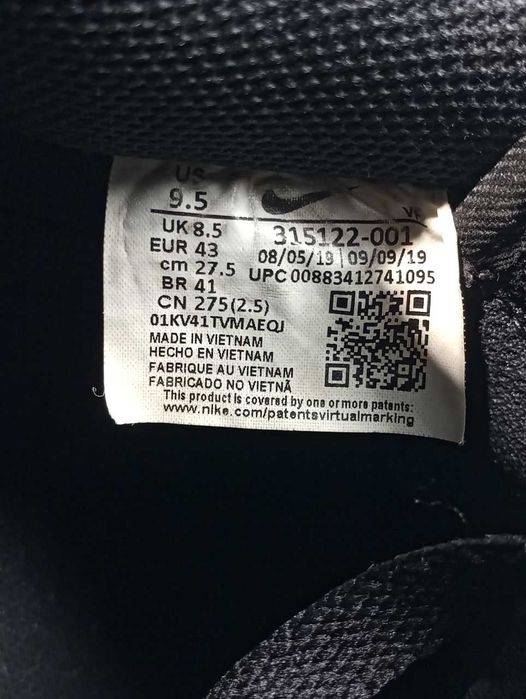 US
9.5
VF
UK 8.5
315122-001
EUR 43
08/05/19 09/09/19
cm 27.5
UPC 00883412741095
BR 41
CN 275(2.5)
01KV41TVMAEQJ
MADE IN VIETNAM
HECHO EN VIETNAM
FABRIQUE AU VIETNAM
FABRICADO NO VIETNÃ
This product is covered by one or more patents:
www.nike.com/patentsvirtualmarking